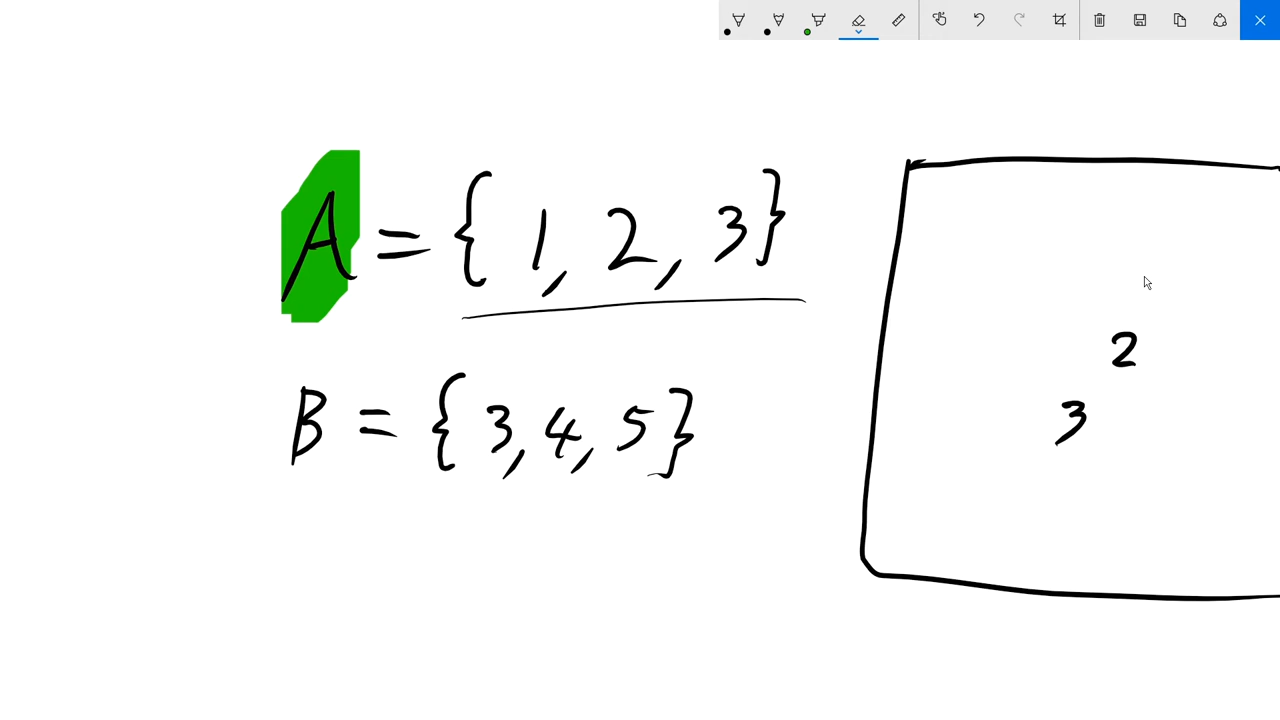 A = { 1, 2, 3}
B = {3,4,5}
2
3